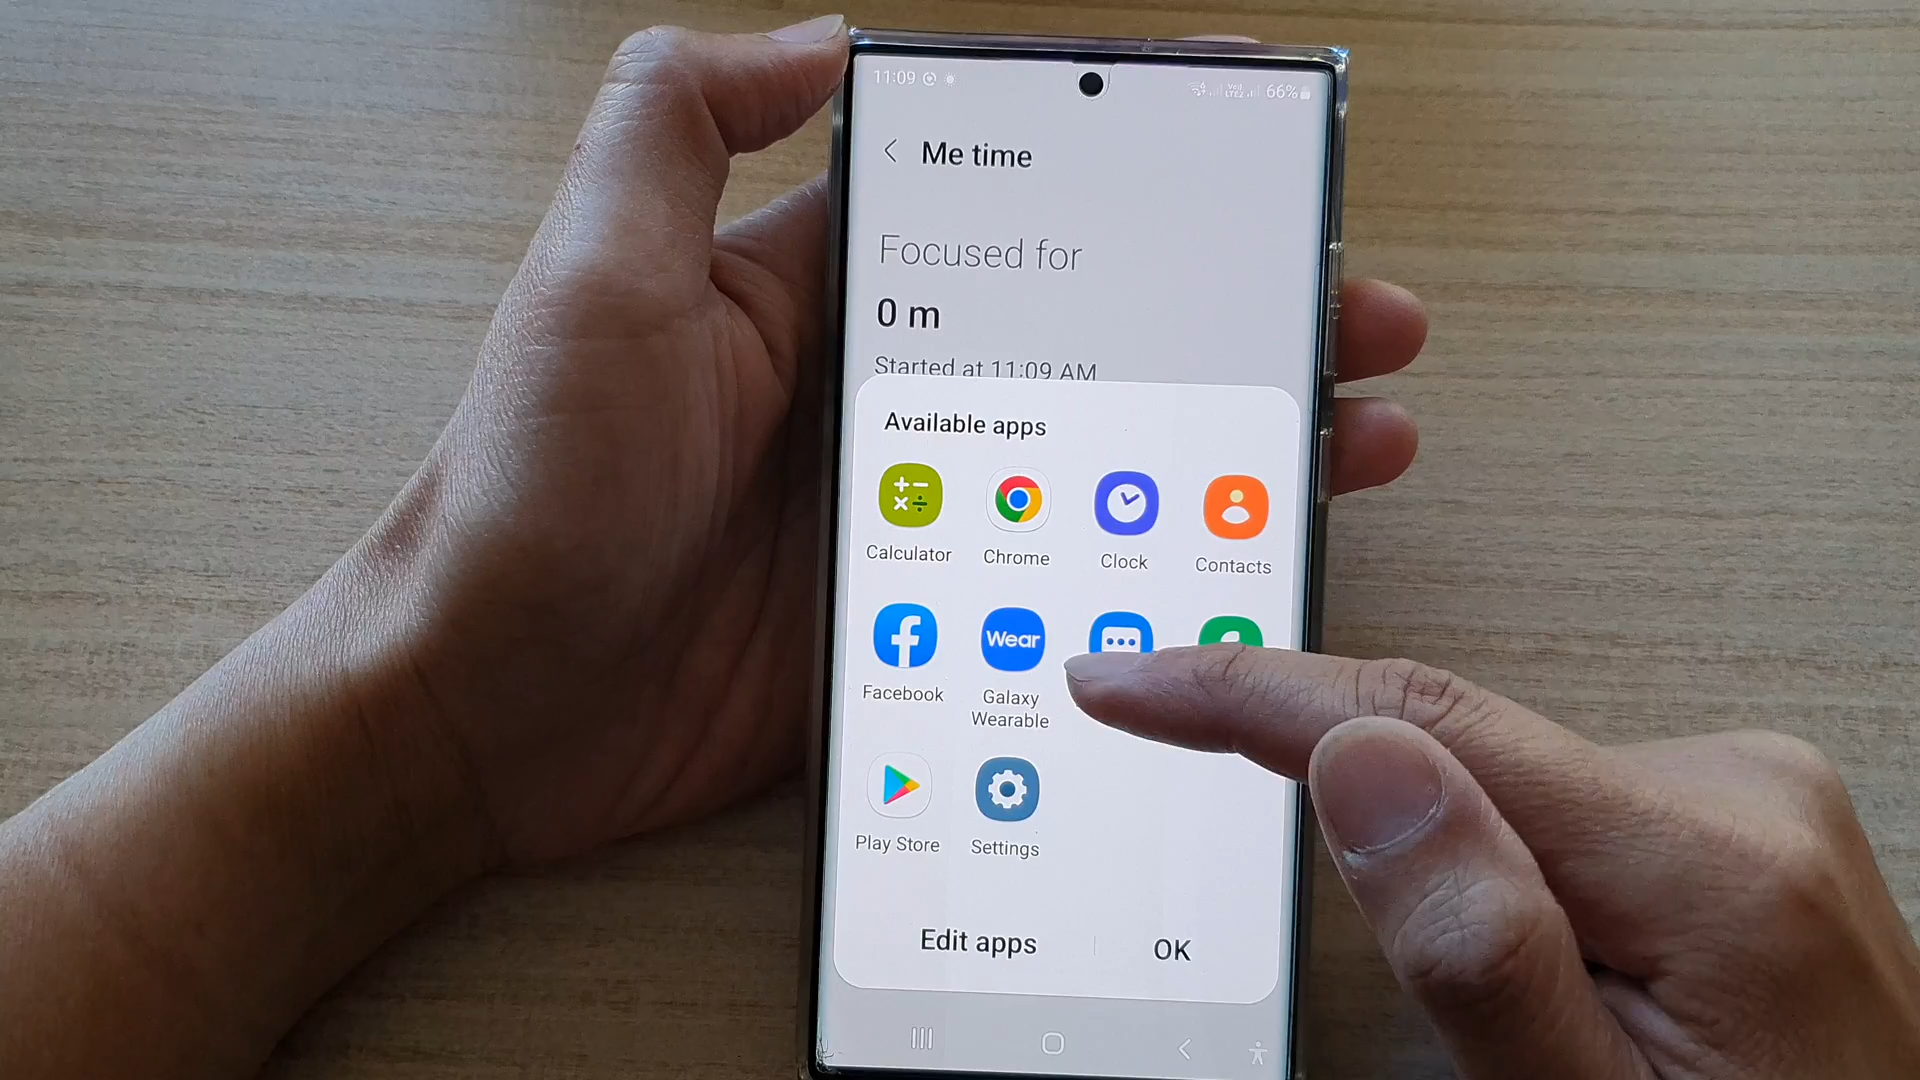 11:09 66%
Me time
Focused for
0 m
Started at 11:09 AM
Available apps
Calculator Chrome Clock Contacts
Wear
Facebook Galaxy Wearable
Play Store Settings
Edit apps OK